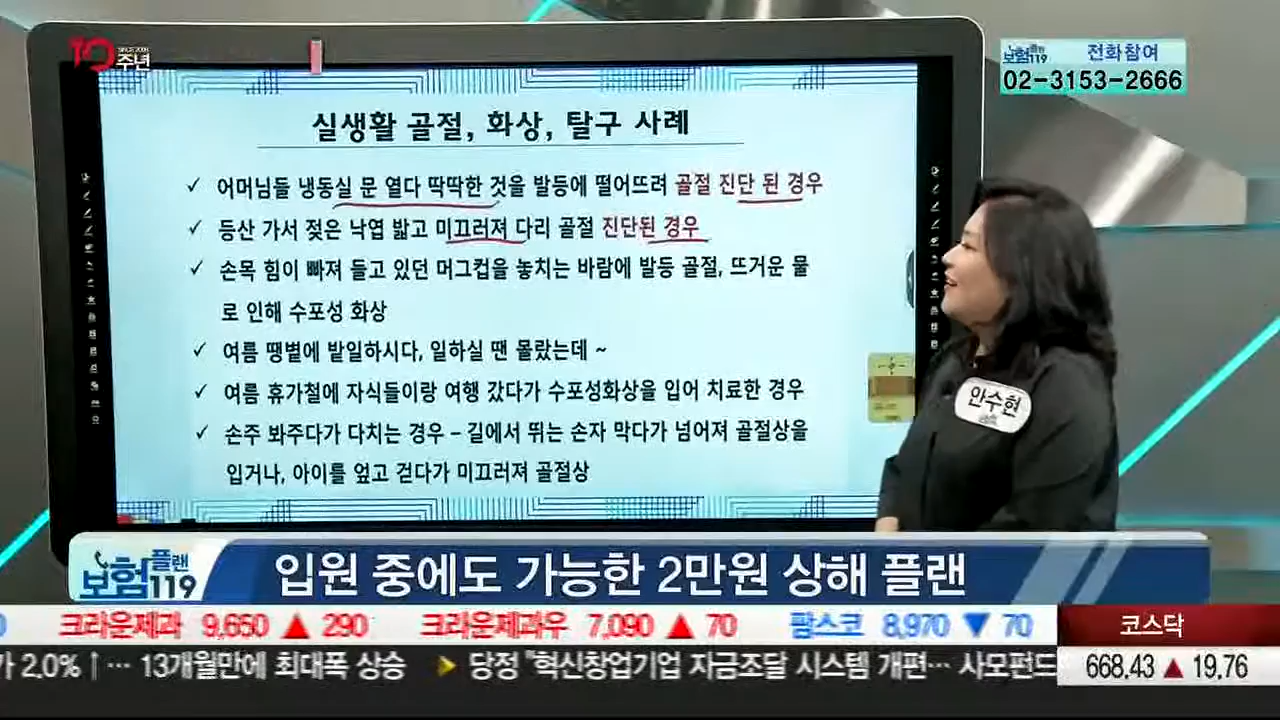 10주년
SINCE 2008
보험플랜119
전화참여
02-3153-2666
실생활 골절, 화상, 탈구 사례
✓ 어머님들 냉동실 문 열다 딱딱한 것을 발등에 떨어뜨려 골절 진단 된 경우
✓ 등산 가서 젖은 낙엽 밟고 미끄러져 다리 골절 진단된 경우
✓ 손목 힘이 빠져 들고 있던 머그컵을 놓치는 바람에 발등 골절, 뜨거운 물
로 인해 수포성 화상
✓ 여름 땡볕에 밭일하시다, 일하실 땐 몰랐는데 ~
✓ 여름 휴가철에 자식들이랑 여행 갔다가 수포성화상을 입어 치료한 경우
✓ 손주 봐주다가 다치는 경우 – 길에서 뛰는 손자 막다가 넘어져 골절상을
입거나, 아이를 엎고 걷다가 미끄러져 골절상
안수현
보험플랜119
입원 중에도 가능한 2만원 상해 플랜
0 크라운제과 9,650 ▲ 290 크라운제과우 7,090 ▲ 70 팜스코 8,970 ▼ 70
코스닥
가 2.0%↑… 13개월만에 최대폭 상승 ▶ 당정 "혁신창업기업 자금조달 시스템 개편… 사모펀드
668.43 ▲ 19.76